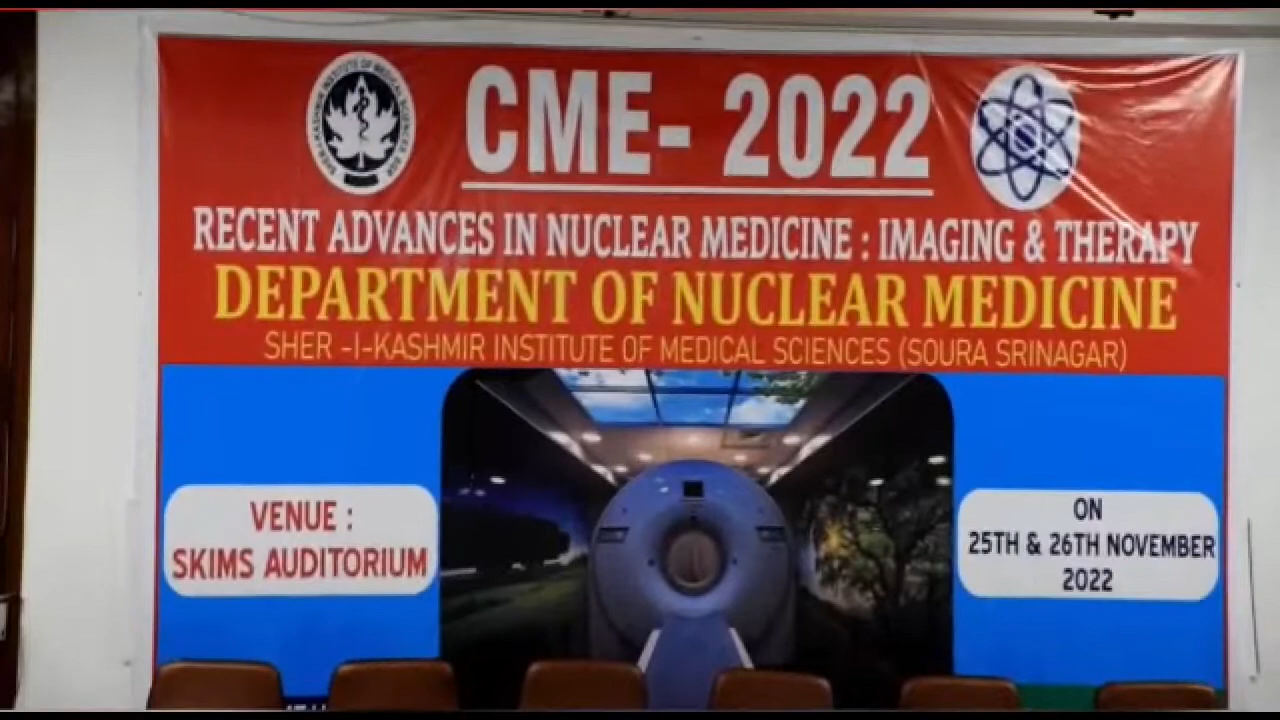 CME- 2022
RECENT ADVANCES IN NUCLEAR MEDICINE : IMAGING & THERAPY
DEPARTMENT OF NUCLEAR MEDICINE
SHER -I-KASHMIR INSTITUTE OF MEDICAL SCIENCES (SOURA SRINAGAR)
VENUE :
SKIMS AUDITORIUM
ON
25TH & 26TH NOVEMBER
2022